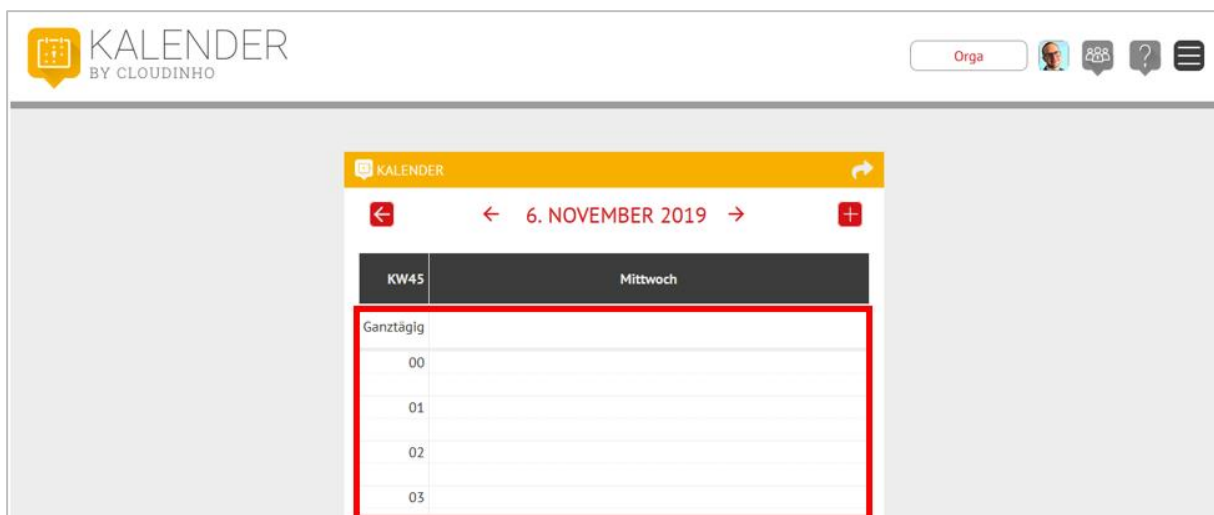 KALENDER
BY CLOUDINHO
Orga
?
KALENDER
6. NOVEMBER 2019
KW45 Mittwoch
Ganztägig
00
01
02
03